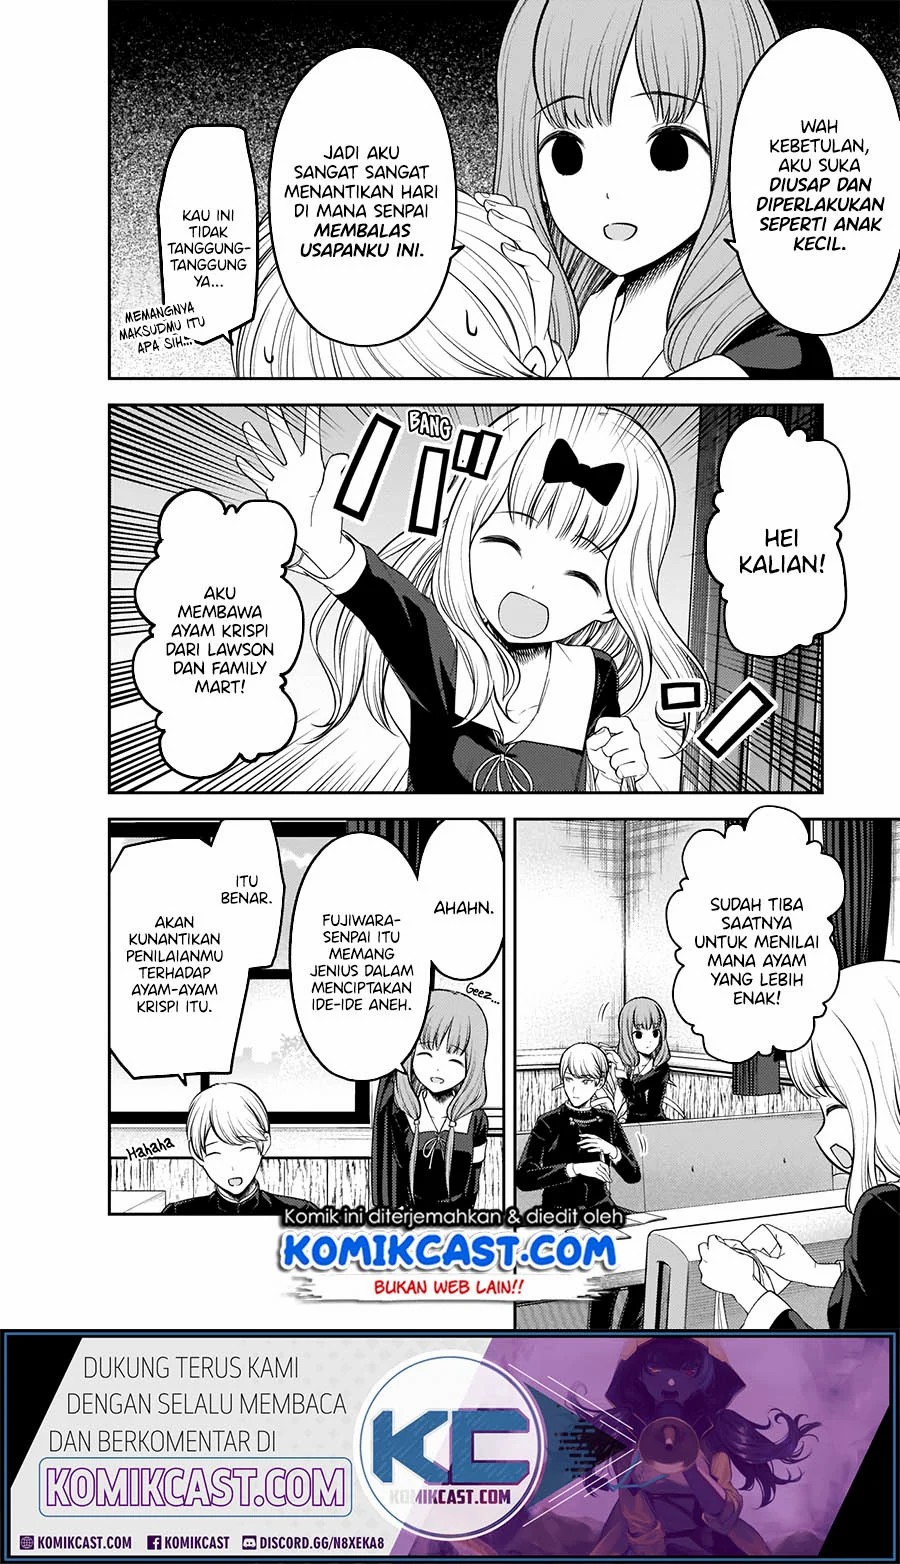 WAH
KEBETULAN,
AKU SUKA
DIUSAP DAN
DIPERLAKUKAN
SEPERTI ANAK
KECIL.
JADI AKU
SANGAT SANGAT
MENANTIKAN HARI
DI MANA SENPAI
MEMBALAS
USAPANKU INI.
KAU INI
TIDAK
TANGGUNG-
TANGGUNG
YA...
MEMANGNYA
MAKSUDMU ITU
APA SIH...
BANG
HEI
KALIAN!
AKU
MEMBAWA
AYAM KRISPI
DARI LAWSON
DAN FAMILY
MART!
SUDAH TIBA
SAATNYA
UNTUK MENILAI
MANA AYAM
YANG LEBIH
ENAK!
AHAHN.
FUJIWARA-
SENPAI ITU
MEMANG
JENIUS DALAM
MENCIPTAKAN
IDE-IDE ANEH.
Geez...
ITU
BENAR.
AKAN
KUNANTIKAN
PENILAIANMU
TERHADAP
AYAM-AYAM
KRISPI ITU.
Hahaha
Komik ini diterjemahkan & diedit oleh
KOMIKCAST.COM
BUKAN WEB LAIN!!
DUKUNG TERUS KAMI
DENGAN SELALU MEMBACA
DAN BERKOMENTAR DI
KOMIKCAST.COM
KC
KOMIKCAST.COM
KOMIKCAST.COM KOMIKCAST DISCORD.GG/N8XEKA8